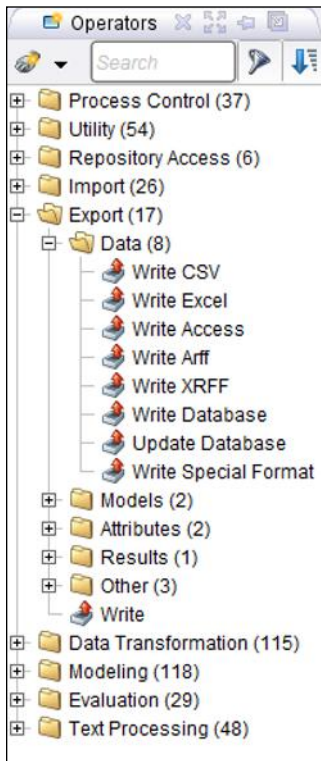 Operators
Search
Process Control (37)
Utility (54)
Repository Access (6)
Import (26)
Export (17)
Data (8)
Write CSV
Write Excel
Write Access
Write Arff
Write XRFF
Write Database
Update Database
Write Special Format
Models (2)
Attributes (2)
Results (1)
Other (3)
Write
Data Transformation (115)
Modeling (118)
Evaluation (29)
Text Processing (48)